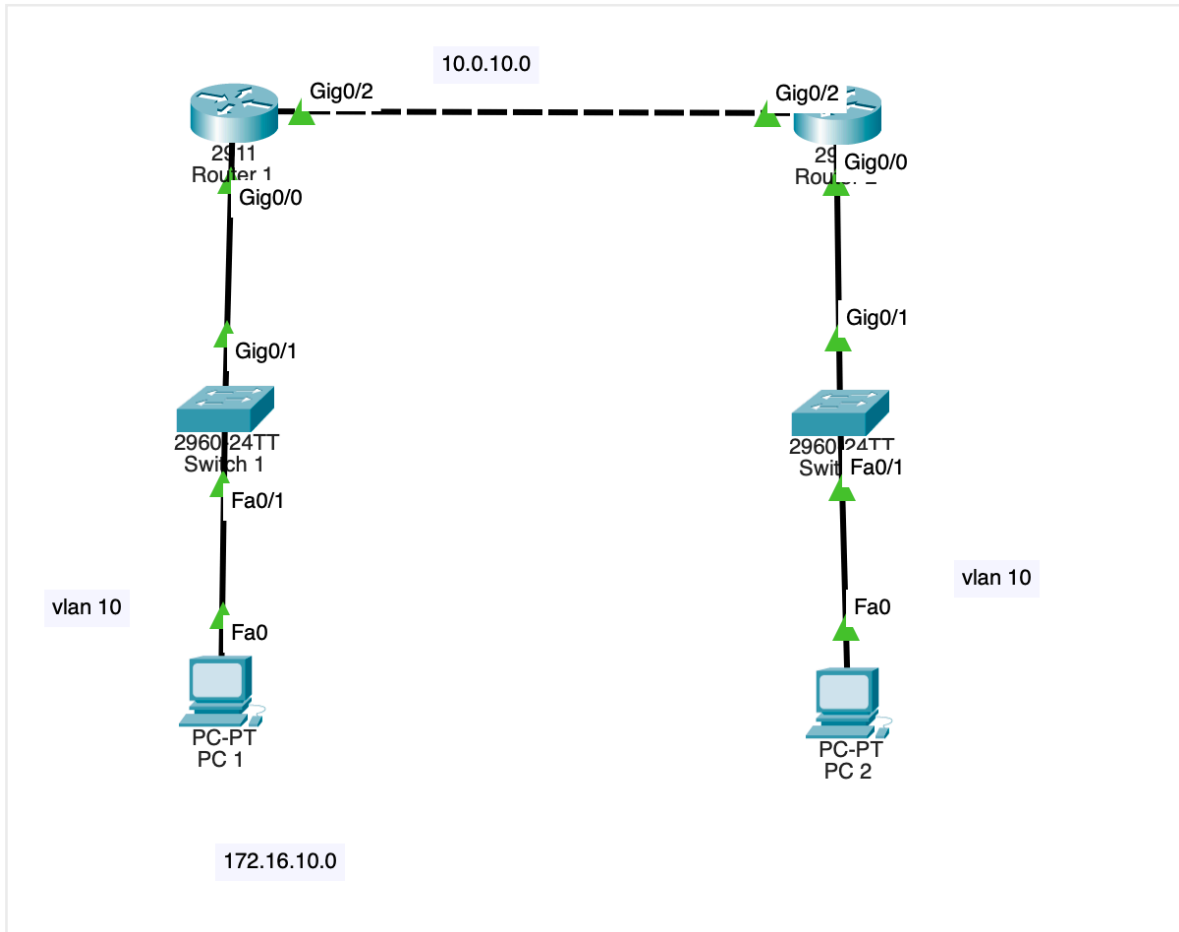 10.0.10.0
Gig0/2
Gig0/2
2911
Router 1
Gig0/0
Gig0/0
Gig0/1
Gig0/1
2960-24TT
Switch 1
2960-24TT
Fa0/1
Fa0/1
vlan 10
vlan 10
Fa0
Fa0
PC-PT
PC 1
PC-PT
PC 2
172.16.10.0